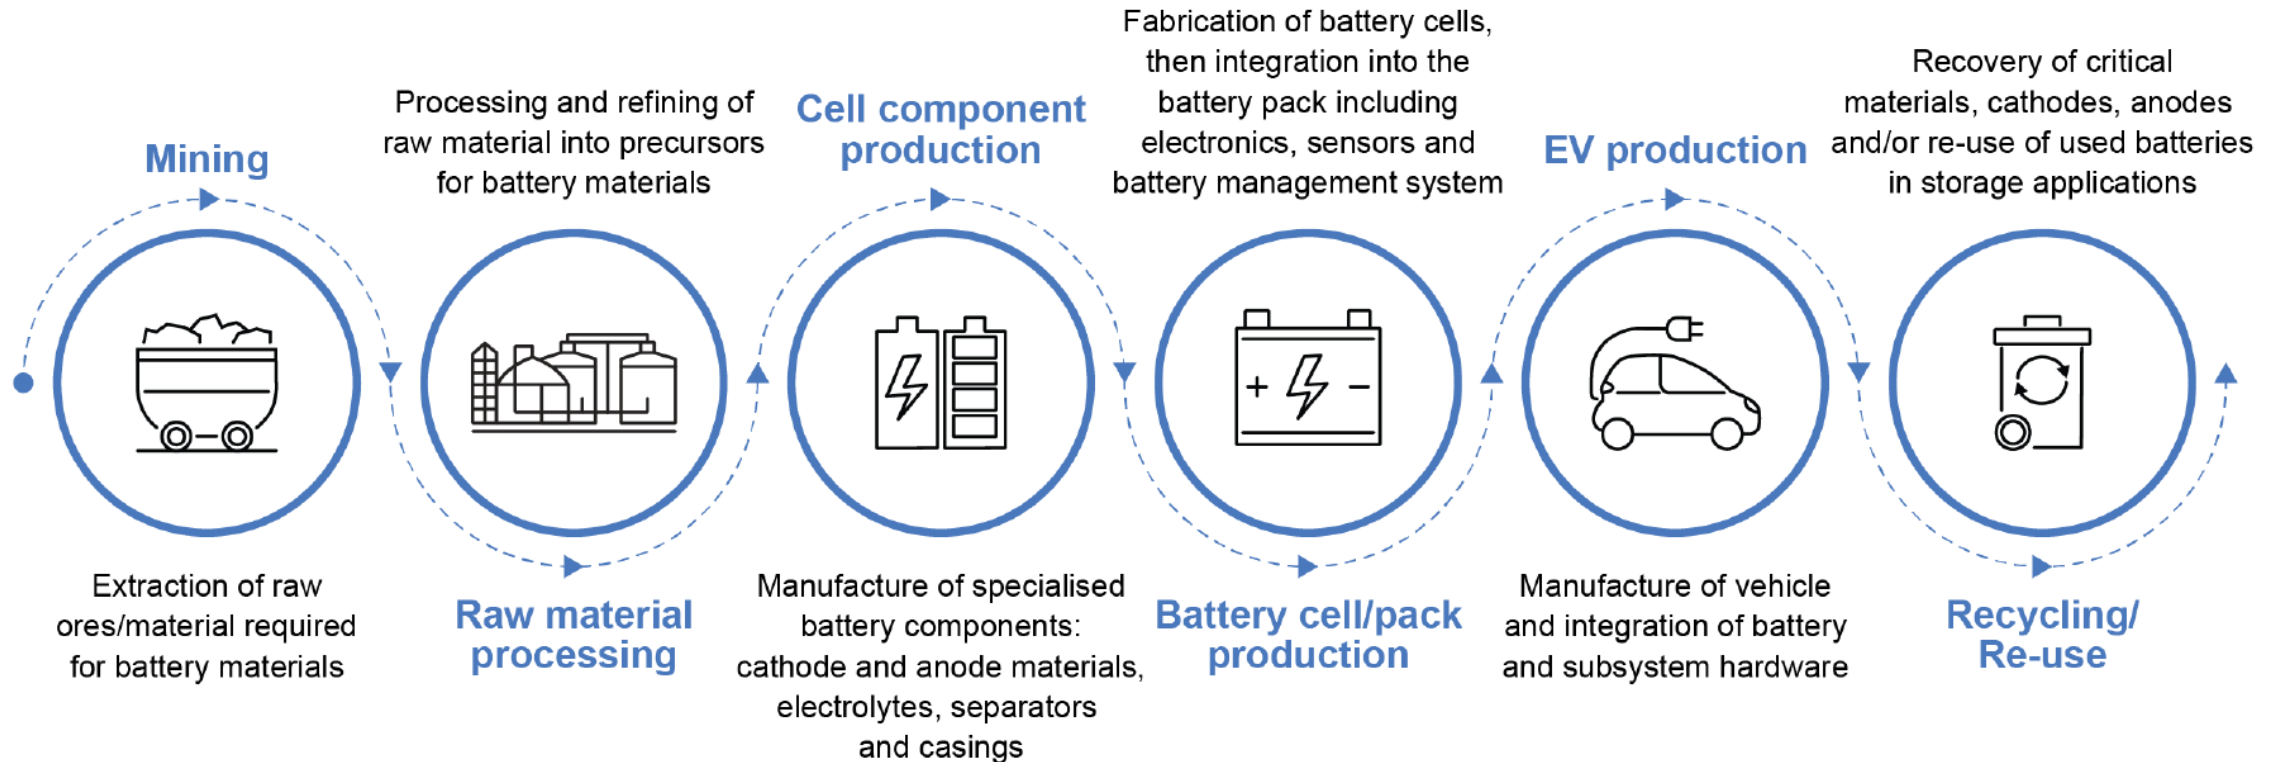 Mining
Extraction of raw
ores/material required
for battery materials
Processing and refining of
raw material into precursors
for battery materials
Raw material
processing
Cell component
production
Manufacture of specialised
battery components:
cathode and anode materials,
electrolytes, separators
and casings
Fabrication of battery cells,
then integration into the
battery pack including
electronics, sensors and
battery management system
Battery cell/pack
production
EV production
Manufacture of vehicle
and integration of battery
and subsystem hardware
Recovery of critical
materials, cathodes, anodes
and/or re-use of used batteries
in storage applications
Recycling/
Re-use